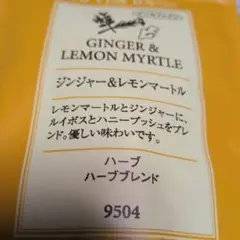 GINGER &
LEMON MYRTLE
ジンジャー&レモンマートル
レモンマートルとジンジャーに、
ルイボスとハニーブッシュをブレ
ンド。優しい味わいです。
ハーブ
ハーブブレンド
9504